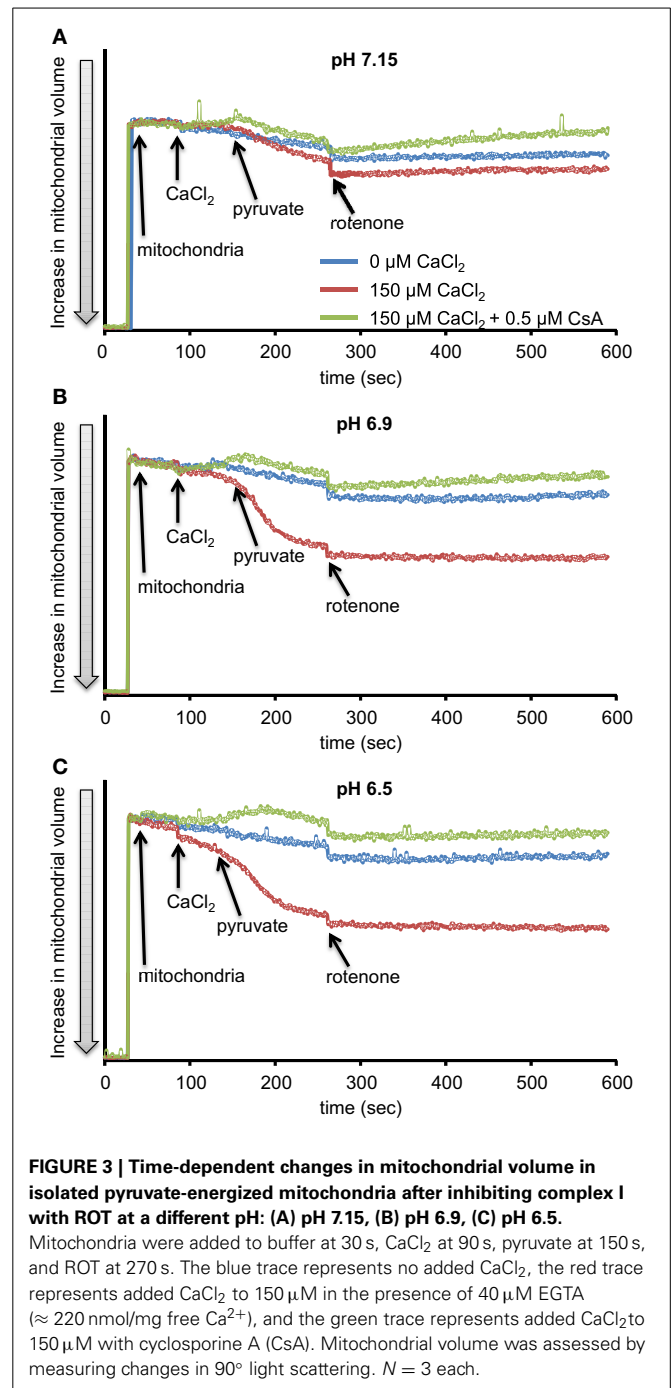 A
pH 7.15
Increase in mitochondrial volume
CaCl₂
pyruvate
mitochondria
rotenone
0 µM CaCl₂
150 µM CaCl₂
150 µM CaCl₂ + 0.5 µM CsA
0 100 200 300 400 500 600
time (sec)
B
pH 6.9
Increase in mitochondrial volume
CaCl₂
pyruvate
mitochondria
rotenone
0 100 200 300 400 500 600
time (sec)
C
pH 6.5
Increase in mitochondrial volume
CaCl₂
pyruvate
mitochondria
rotenone
0 100 200 300 400 500 600
time (sec)
FIGURE 3 | Time-dependent changes in mitochondrial volume in
isolated pyruvate-energized mitochondria after inhibiting complex I
with ROT at a different pH: (A) pH 7.15, (B) pH 6.9, (C) pH 6.5.
Mitochondria were added to buffer at 30 s, CaCl₂ at 90 s, pyruvate at 150 s,
and ROT at 270 s. The blue trace represents no added CaCl₂, the red trace
represents added CaCl₂ to 150 µM in the presence of 40 µM EGTA
(≈ 220 nmol/mg free Ca²⁺), and the green trace represents added CaCl₂to
150 µM with cyclosporine A (CsA). Mitochondrial volume was assessed by
measuring changes in 90° light scattering. N = 3 each.